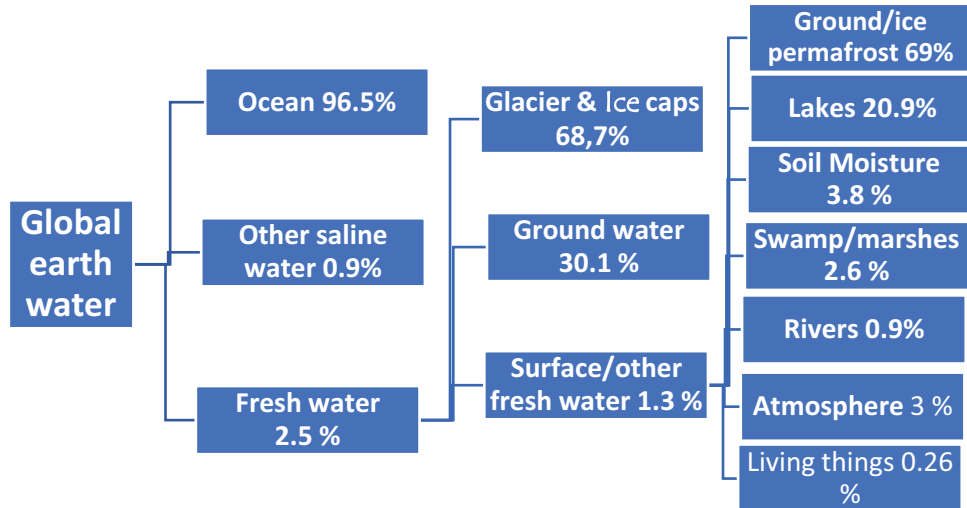 Global
earth
water
Ocean 96.5%
Other saline
water 0.9%
Fresh water
2.5 %
Glacier & Ice caps
68,7%
Ground water
30.1 %
Surface/other
fresh water 1.3 %
Ground/ice
permafrost 69%
Lakes 20.9%
Soil Moisture
3.8 %
Swamp/marshes
2.6 %
Rivers 0.9%
Atmosphere 3 %
Living things 0.26
%